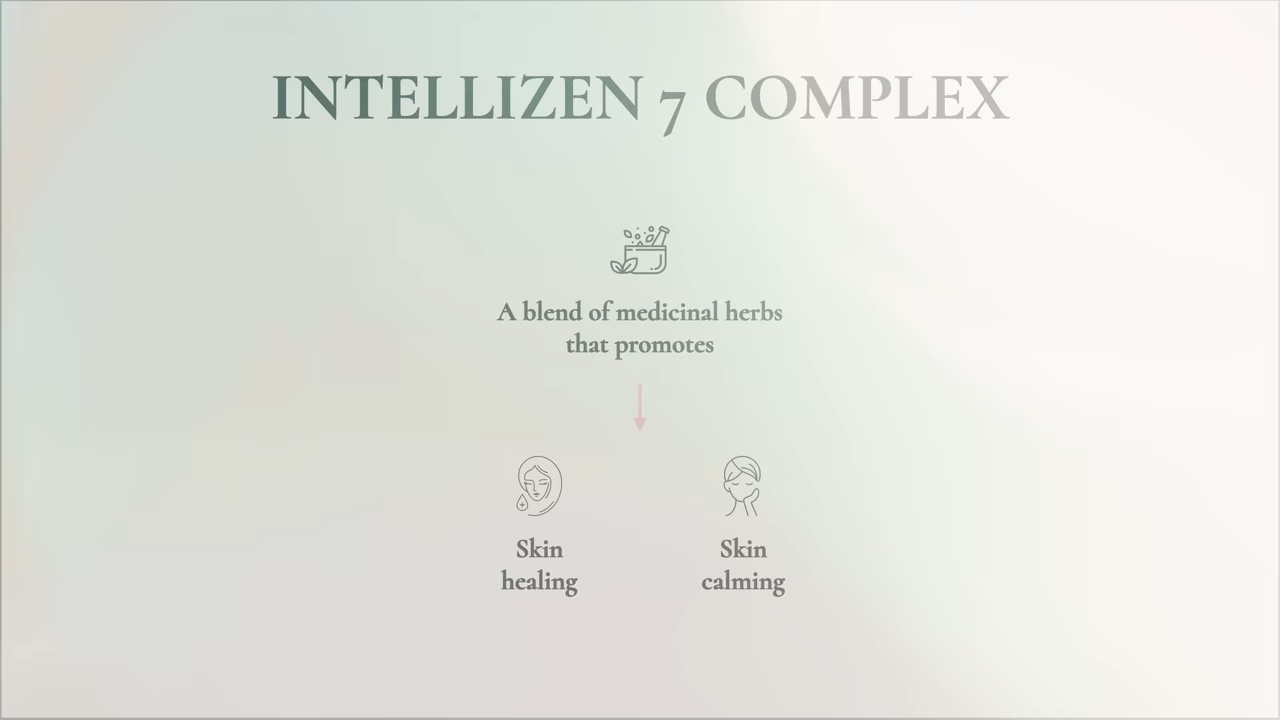 INTELLIZEN 7 COMPLEX
A blend of medicinal herbs
that promotes
Skin
healing
Skin
calming